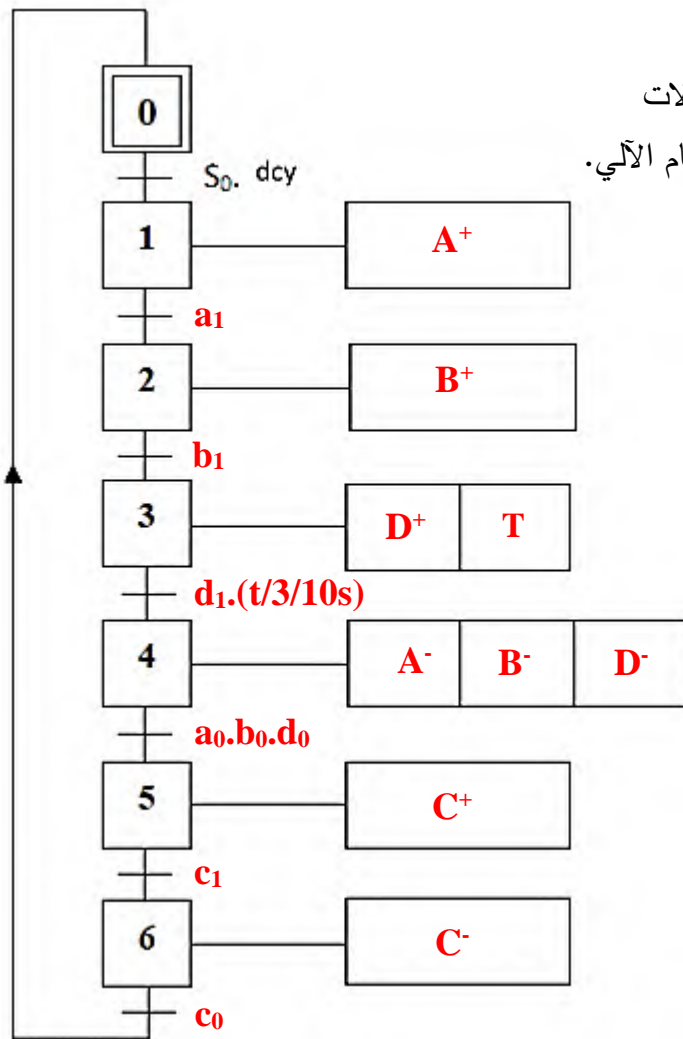 0
لات
ام الآلي.
S₀. dcy
1 A⁺
a₁
2 B⁺
b₁
3 D⁺ T
d₁.(t/3/10s)
4 A⁻ B⁻ D⁻
a₀.b₀.d₀
5 C⁺
c₁
6 C⁻
c₀